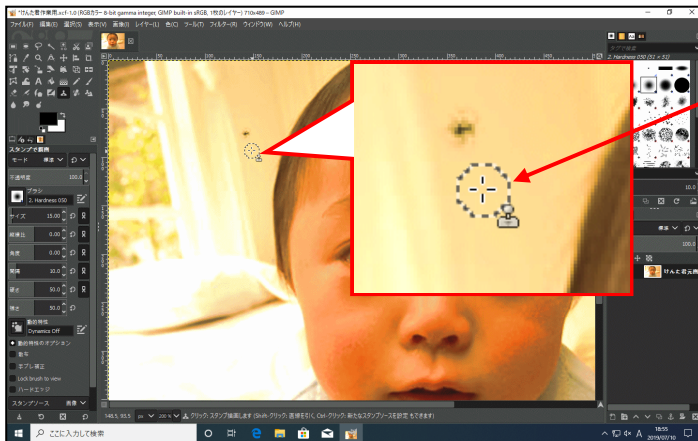 *けんた君作業用.xcf-1.0 (RGBカラー 8-bit gamma integer, GIMP built-in sRGB, 1枚のレイヤー) 710x489 – GIMP
ファイル(F) 編集(E) 選択(S) 表示(V) 画像(I) レイヤー(L) 色(C) ツール(T) フィルター(R) ウィンドウ(W) ヘルプ(H)
タグで検索
2. Hardness 050 (51 × 51)
スタンプで描画
モード 標準
不透明度 100.0
ブラシ
2. Hardness 050
サイズ 15.00
縦横比 0.00
角度 0.00
間隔 10.0
硬さ 50.0
強さ 50.0
動的特性
Dynamics Off
動的特性のオプション
散布
手ブレ補正
Lock brush to view
ハードエッジ
スタンプソース 画像
10.0
標準
100.0
けんた君元画
148.5, 93.5 px 200 % クリック: スタンプ描画します (Shift-クリック: 直線を引く, Ctrl-クリック: 新たなスタンプソースを設定 もできます)
ここに入力して検索
A
16:55
2019/07/10